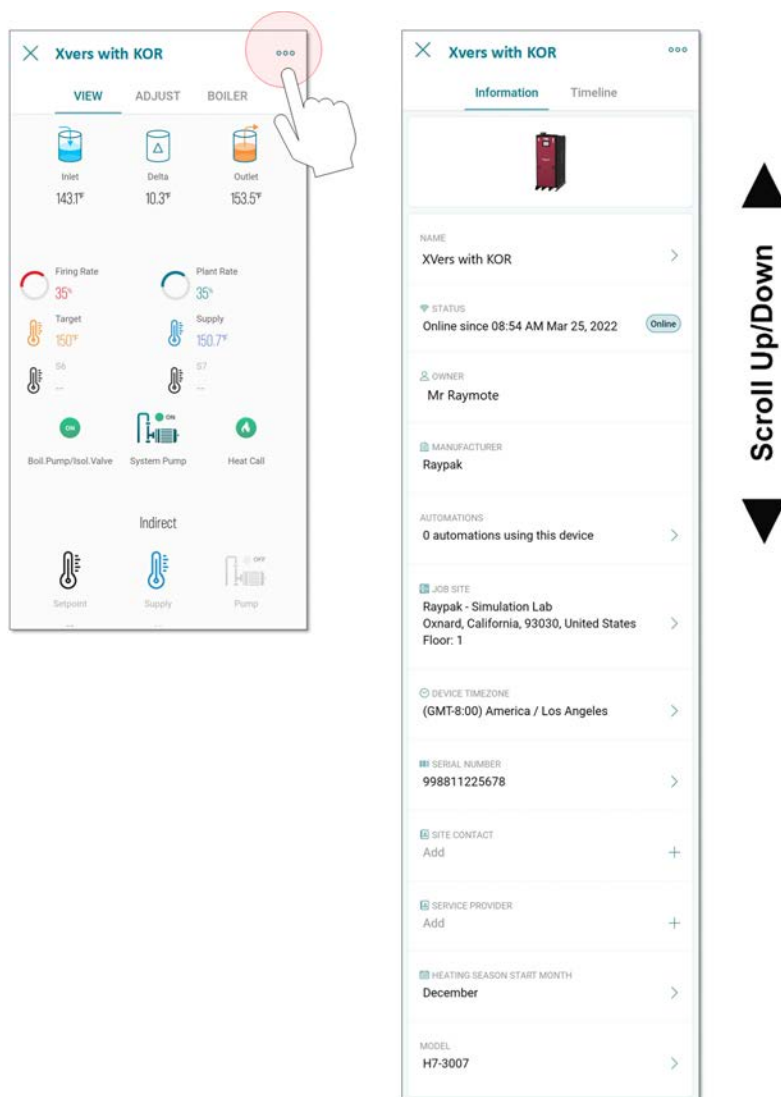 Xvers with KOR
VIEW ADJUST BOILER
Inlet Delta Outlet
143.1°F 10.3°F 153.5°F
Firing Rate Plant Rate
35% 35%
Target Supply
150°F 150.7°F
S6 S7
-- --
ON ON
Boil.Pump/Isol.Valve System Pump Heat Call
Indirect
OFF
Setpoint Supply Pump
-- --
Xvers with KOR
Information Timeline
NAME
XVers with KOR
STATUS
Online since 08:54 AM Mar 25, 2022 Online
OWNER
Mr Raymote
MANUFACTURER
Raypak
AUTOMATIONS
0 automations using this device
JOB SITE
Raypak - Simulation Lab
Oxnard, California, 93030, United States
Floor: 1
DEVICE TIMEZONE
(GMT-8:00) America / Los Angeles
SERIAL NUMBER
998811225678
SITE CONTACT
Add
SERVICE PROVIDER
Add
HEATING SEASON START MONTH
December
MODEL
H7-3007
Scroll Up/Down